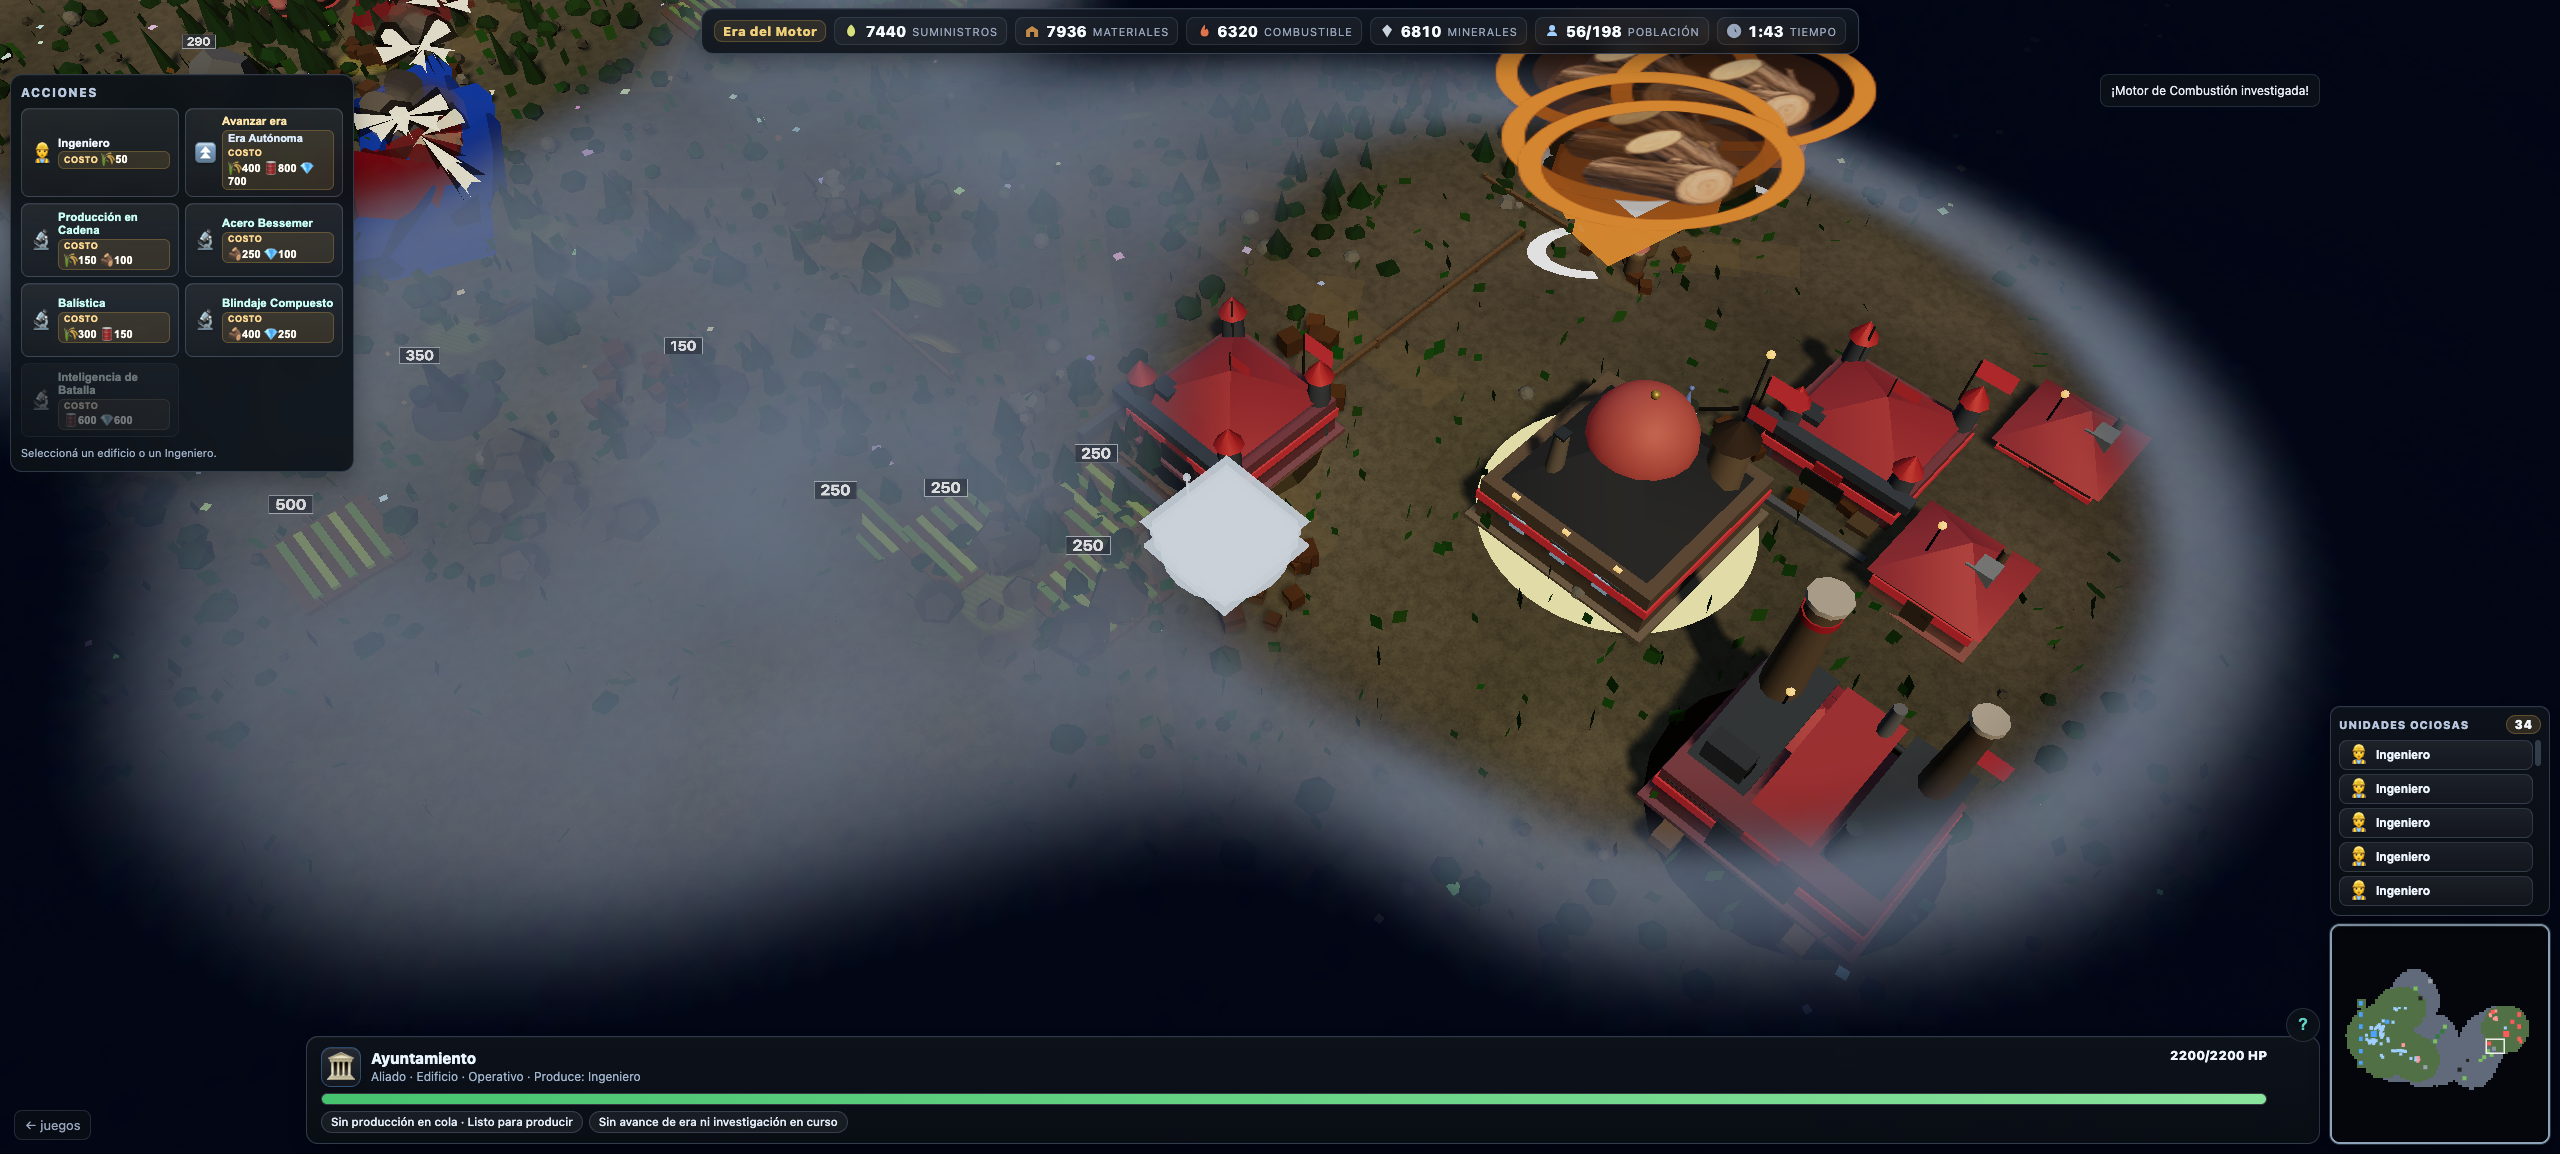 Era del Motor
7440 SUMINISTROS
7936 MATERIALES
6320 COMBUSTIBLE
6810 MINERALES
56/198 POBLACIÓN
1:43 TIEMPO
¡Motor de Combustión investigada!
290
ACCIONES
Ingeniero
COSTO 50
Avanzar era
Era Autónoma
COSTO
400 800
700
Producción en
Cadena
COSTO
150 100
Acero Bessemer
COSTO
250 100
Balística
COSTO
300 150
Blindaje Compuesto
COSTO
400 250
Inteligencia de
Batalla
COSTO
600 600
Seleccioná un edificio o un Ingeniero.
350
150
250
250
250
500
250
UNIDADES OCIOSAS 34
Ingeniero
Ingeniero
Ingeniero
Ingeniero
Ingeniero
?
Ayuntamiento
2200/2200 HP
Aliado · Edificio · Operativo · Produce: Ingeniero
Sin producción en cola · Listo para producir
Sin avance de era ni investigación en curso
← juegos